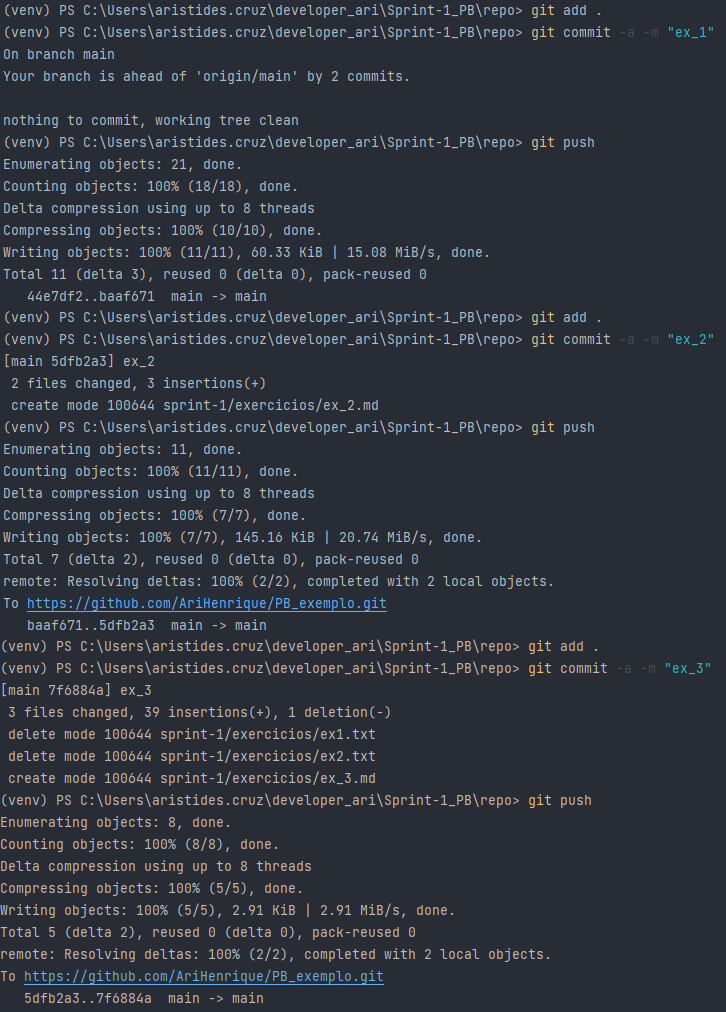 (venv) PS C:\Users\aristides.cruz\developer_ari\Sprint-1_PB\repo> git add .
(venv) PS C:\Users\aristides.cruz\developer_ari\Sprint-1_PB\repo> git commit -a -m "ex_1"
On branch main
Your branch is ahead of 'origin/main' by 2 commits.

nothing to commit, working tree clean
(venv) PS C:\Users\aristides.cruz\developer_ari\Sprint-1_PB\repo> git push
Enumerating objects: 21, done.
Counting objects: 100% (18/18), done.
Delta compression using up to 8 threads
Compressing objects: 100% (10/10), done.
Writing objects: 100% (11/11), 60.33 KiB | 15.08 MiB/s, done.
Total 11 (delta 3), reused 0 (delta 0), pack-reused 0
   44e7df2..baaf671  main -> main
(venv) PS C:\Users\aristides.cruz\developer_ari\Sprint-1_PB\repo> git add .
(venv) PS C:\Users\aristides.cruz\developer_ari\Sprint-1_PB\repo> git commit -a -m "ex_2"
[main 5dfb2a3] ex_2
 2 files changed, 3 insertions(+)
 create mode 100644 sprint-1/exercicios/ex_2.md
(venv) PS C:\Users\aristides.cruz\developer_ari\Sprint-1_PB\repo> git push
Enumerating objects: 11, done.
Counting objects: 100% (11/11), done.
Delta compression using up to 8 threads
Compressing objects: 100% (7/7), done.
Writing objects: 100% (7/7), 145.16 KiB | 20.74 MiB/s, done.
Total 7 (delta 2), reused 0 (delta 0), pack-reused 0
remote: Resolving deltas: 100% (2/2), completed with 2 local objects.
To https://github.com/AriHenrique/PB_exemplo.git
   baaf671..5dfb2a3  main -> main
(venv) PS C:\Users\aristides.cruz\developer_ari\Sprint-1_PB\repo> git add .
(venv) PS C:\Users\aristides.cruz\developer_ari\Sprint-1_PB\repo> git commit -a -m "ex_3"
[main 7f6884a] ex_3
 3 files changed, 39 insertions(+), 1 deletion(-)
 delete mode 100644 sprint-1/exercicios/ex1.txt
 delete mode 100644 sprint-1/exercicios/ex2.txt
 create mode 100644 sprint-1/exercicios/ex_3.md
(venv) PS C:\Users\aristides.cruz\developer_ari\Sprint-1_PB\repo> git push
Enumerating objects: 8, done.
Counting objects: 100% (8/8), done.
Delta compression using up to 8 threads
Compressing objects: 100% (5/5), done.
Writing objects: 100% (5/5), 2.91 KiB | 2.91 MiB/s, done.
Total 5 (delta 2), reused 0 (delta 0), pack-reused 0
remote: Resolving deltas: 100% (2/2), completed with 2 local objects.
To https://github.com/AriHenrique/PB_exemplo.git
   5dfb2a3..7f6884a  main -> main